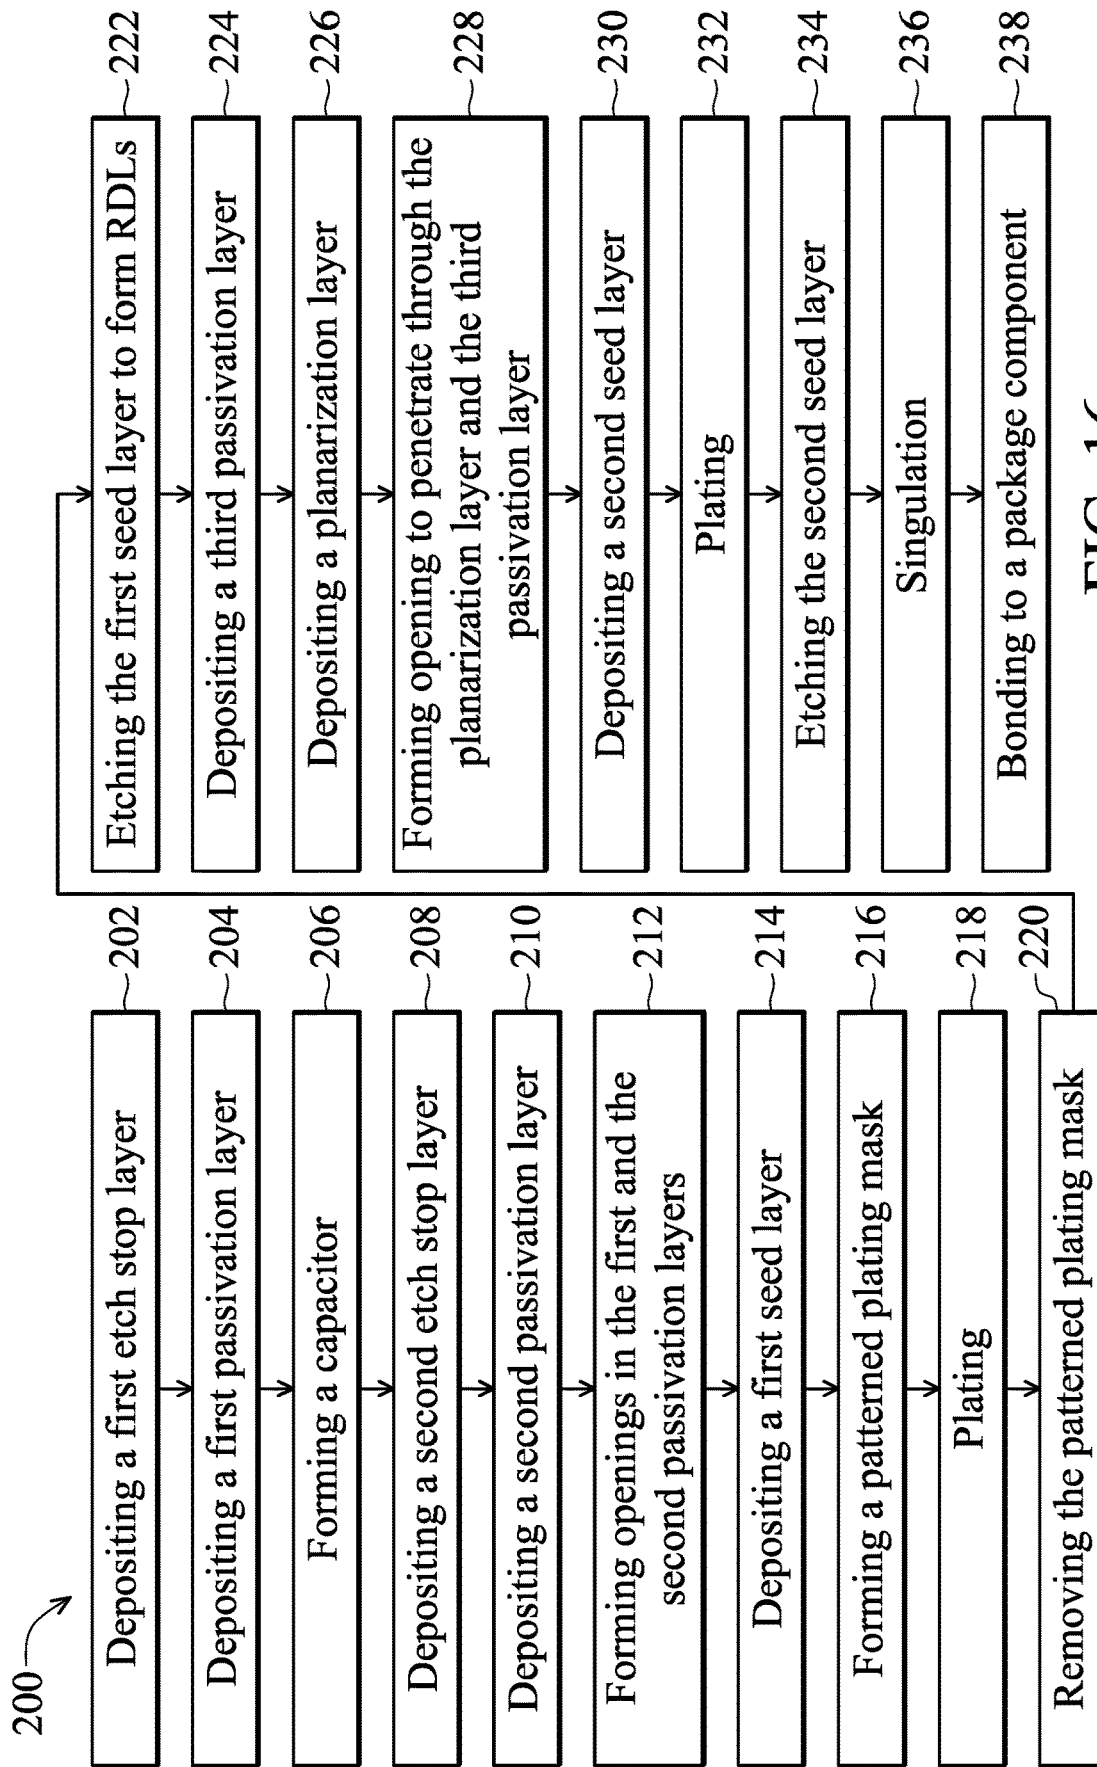 200
Depositing a first etch stop layer
202
Depositing a first passivation layer
204
Forming a capacitor
206
Depositing a second etch stop layer
208
Depositing a second passivation layer
210
Forming openings in the first and the
second passivation layers
212
Depositing a first seed layer
214
Forming a patterned plating mask
216
Plating
218
Removing the patterned plating mask
220
Etching the first seed layer to form RDLs
222
Depositing a third passivation layer
224
Depositing a planarization layer
226
Forming opening to penetrate through the
planarization layer and the third
passivation layer
228
Depositing a second seed layer
230
Plating
232
Etching the second seed layer
234
Singulation
236
Bonding to a package component
238